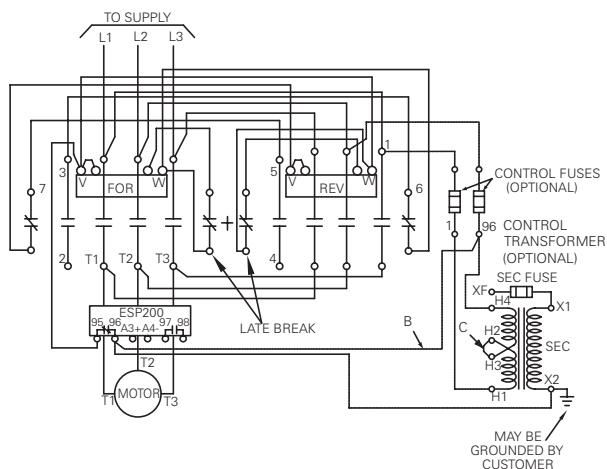 TO SUPPLY
L1 L2 L3
7
3
V FOR W
+
5
V REV W
1
6
CONTROL FUSES
(OPTIONAL)
1
96
CONTROL
TRANSFORMER
(OPTIONAL)
2
T1
T2
T3
4
LATE BREAK
SEC FUSE
XF
H4
X1
ESP200
95 96 A3+ A4- 97 98
B
C
H2
H3
SEC
H1
X2
T2
T1
MOTOR
T3
MAY BE
GROUNDED BY
CUSTOMER